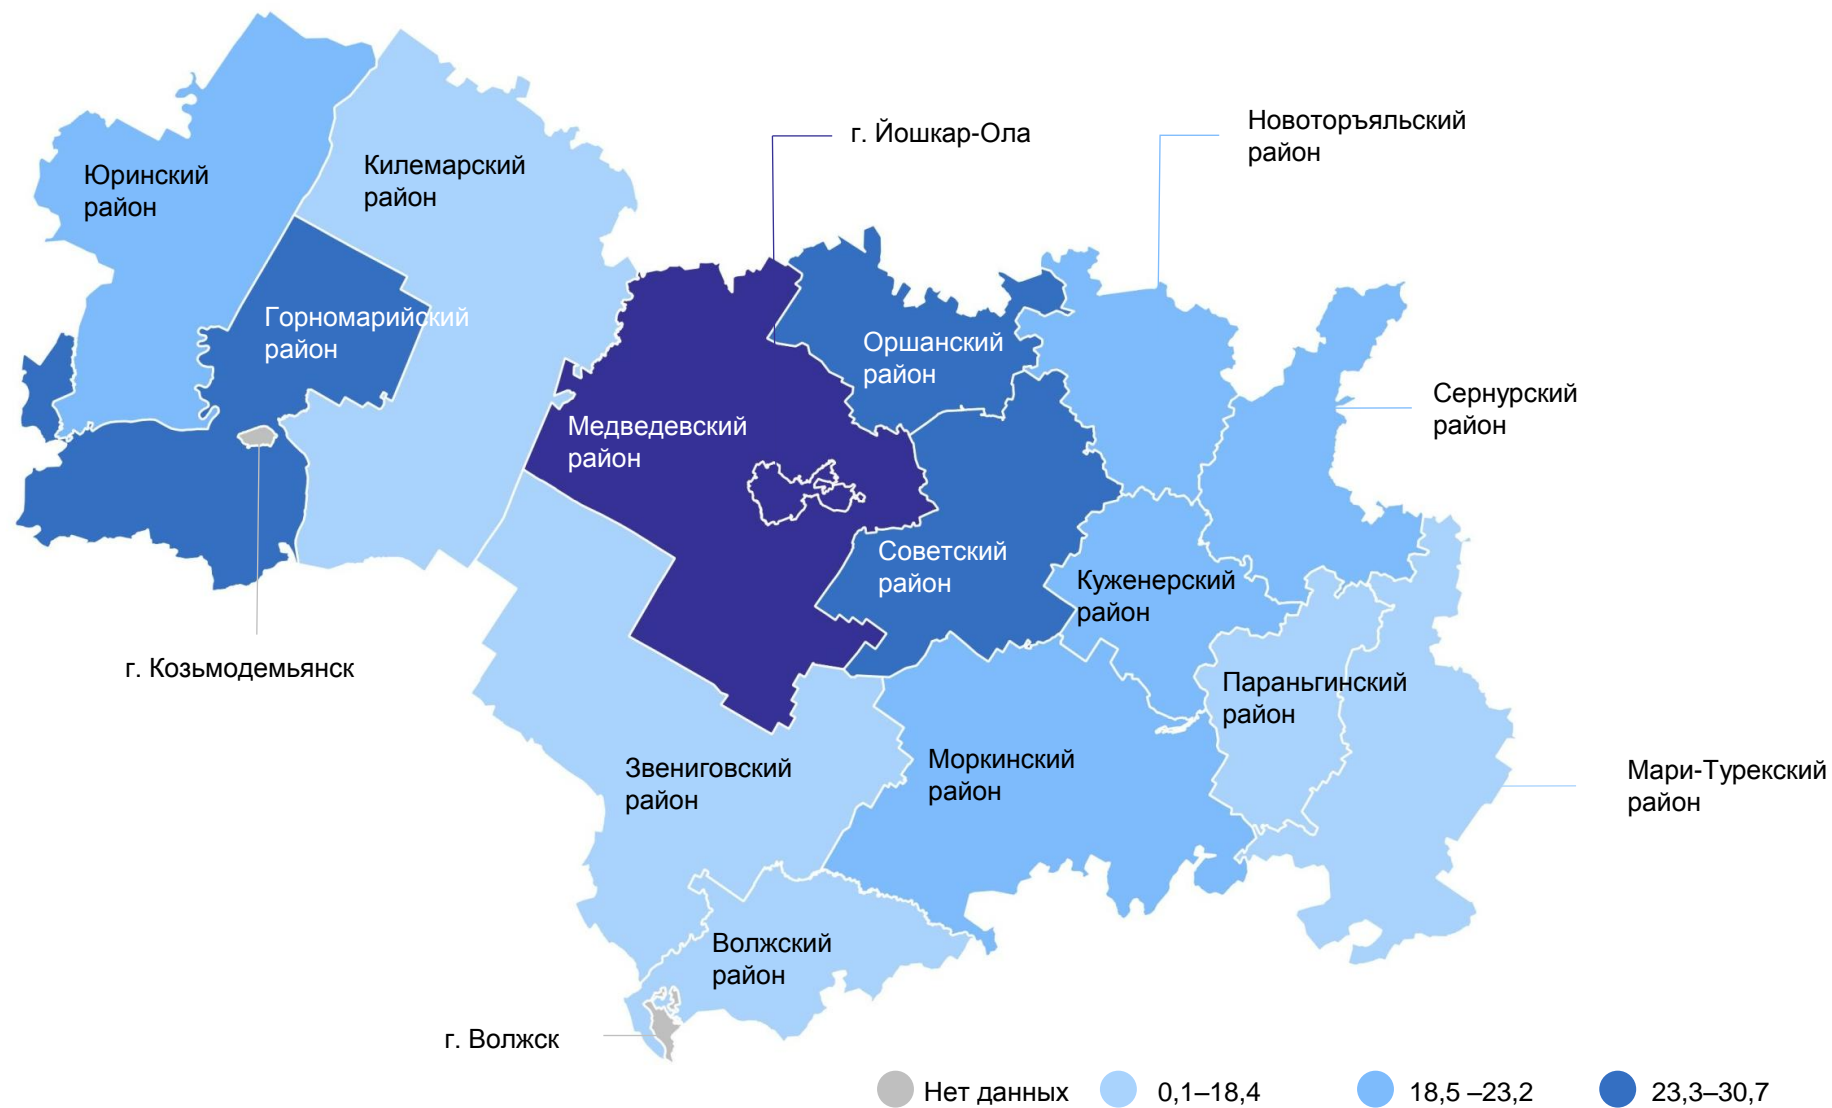 г. Йошкар-Ола
Новоторъяльский
район
Юринский
район
Килемарский
район
Горномарийский
район
Оршанский
район
Сернурский
район
Медведевский
район
Советский
район
Куженерский
район
г. Козьмодемьянск
Параньгинский
район
Звениговский
район
Моркинский
район
Мари-Турекский
район
Волжский
район
г. Волжск
Нет данных
0,1–18,4
18,5 –23,2
23,3–30,7